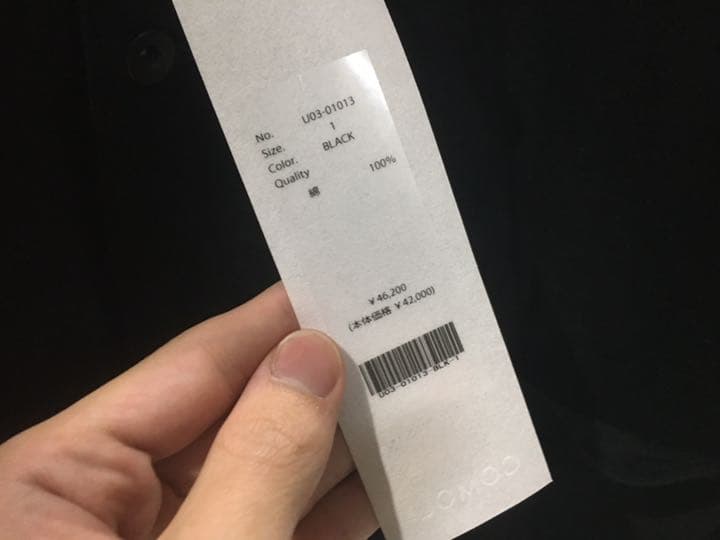 No. U03-01013
Size. 1
Color. BLACK
Quality
綿 100%
¥46,200
(本体価格 ¥42,000)
U03-01013-BLK-1